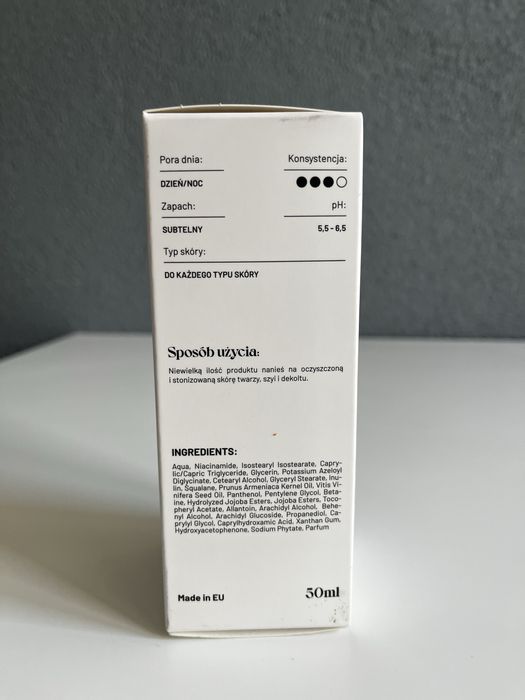 Pora dnia: Konsystencja:
DZIEŃ/NOC
Zapach: pH:
SUBTELNY 5,5 - 6,5
Typ skóry:
DO KAŻDEGO TYPU SKÓRY
Sposób użycia:
Niewielką ilość produktu nanieś na oczyszczoną
i stonizowaną skórę twarzy, szyi i dekoltu.
INGREDIENTS:
Aqua, Niacinamide, Isostearyl Isostearate, Capry-
lic/Capric Triglyceride, Glycerin, Potassium Azeloyl
Diglycinate, Cetearyl Alcohol, Glyceryl Stearate, Inu-
lin, Squalane, Prunus Armeniaca Kernel Oil, Vitis Vi-
nifera Seed Oil, Panthenol, Pentylene Glycol, Beta-
ine, Hydrolyzed Jojoba Esters, Jojoba Esters, Toco-
pheryl Acetate, Allantoin, Arachidyl Alcohol, Behe-
nyl Alcohol, Arachidyl Glucoside, Propanediol, Ca-
prylyl Glycol, Caprylhydroxamic Acid, Xanthan Gum,
Hydroxyacetophenone, Sodium Phytate, Parfum
Made in EU 50ml